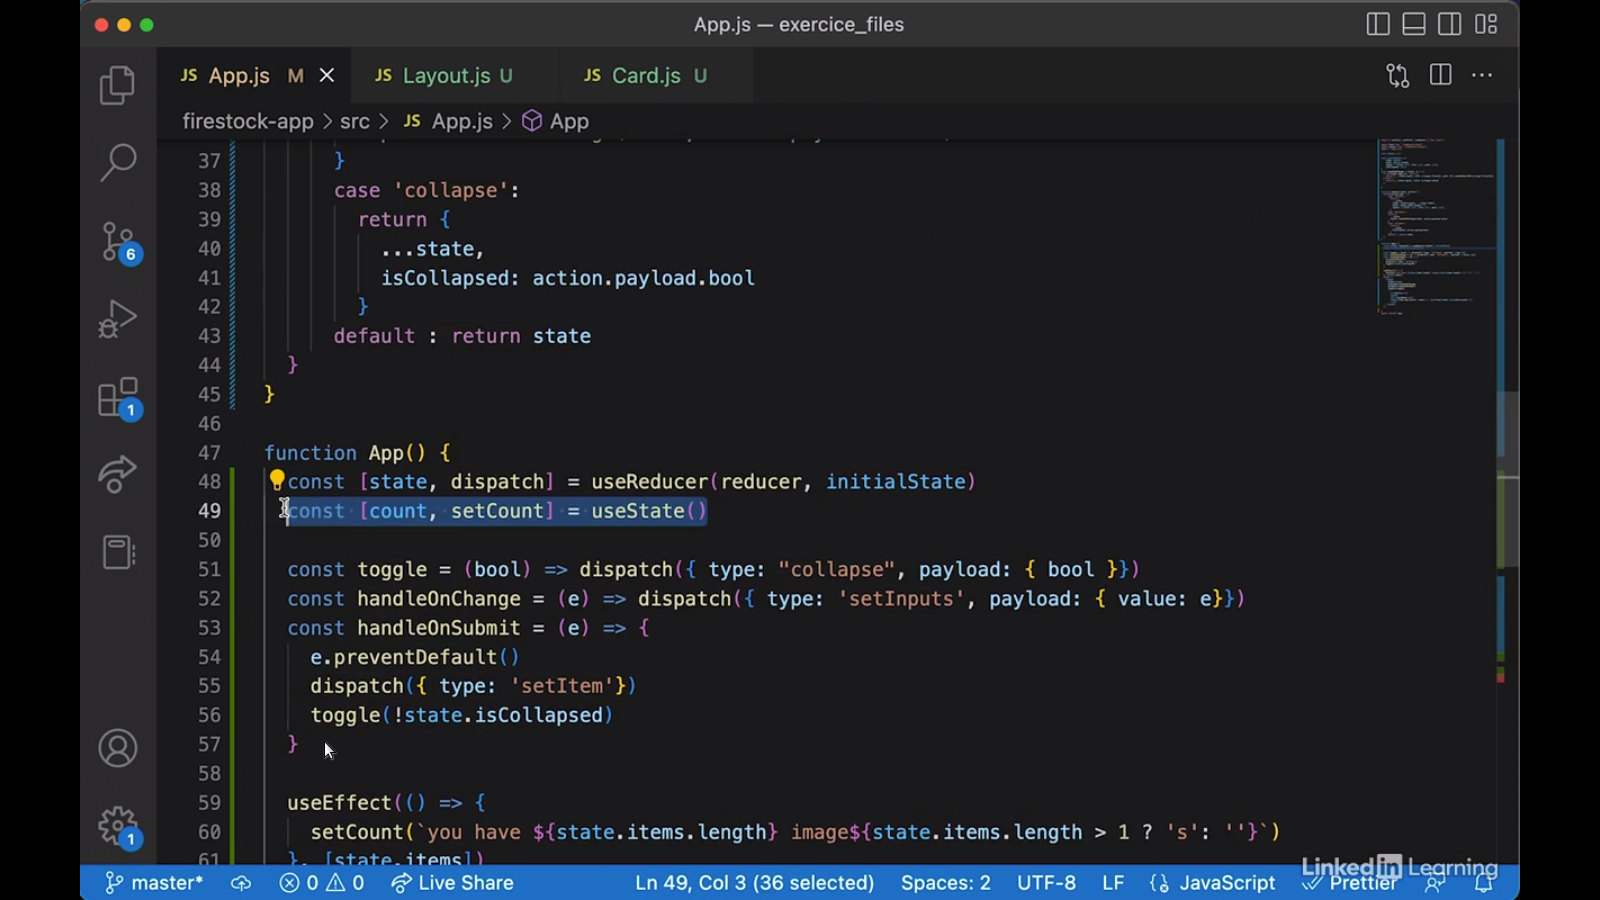 App.js — exercice_files
JS App.js M
JS Layout.js U
JS Card.js U
firestock-app > src > JS App.js > App
37 }
38 case 'collapse':
39 return {
40 ...state,
41 isCollapsed: action.payload.bool
42 }
43 default : return state
44 }
45 }
46
47 function App() {
48 const [state, dispatch] = useReducer(reducer, initialState)
49 const [count, setCount] = useState()
50
51 const toggle = (bool) => dispatch({ type: "collapse", payload: { bool }})
52 const handleOnChange = (e) => dispatch({ type: 'setInputs', payload: { value: e}})
53 const handleOnSubmit = (e) => {
54 e.preventDefault()
55 dispatch({ type: 'setItem'})
56 toggle(!state.isCollapsed)
57 }
58
59 useEffect(() => {
60 setCount(`you have ${state.items.length} image${state.items.length > 1 ? 's': ''}`)
61 }, [state.items])
6
1
1
LinkedIn Learning
master* 0 0 Live Share Ln 49, Col 3 (36 selected) Spaces: 2 UTF-8 LF {} JavaScript Prettier